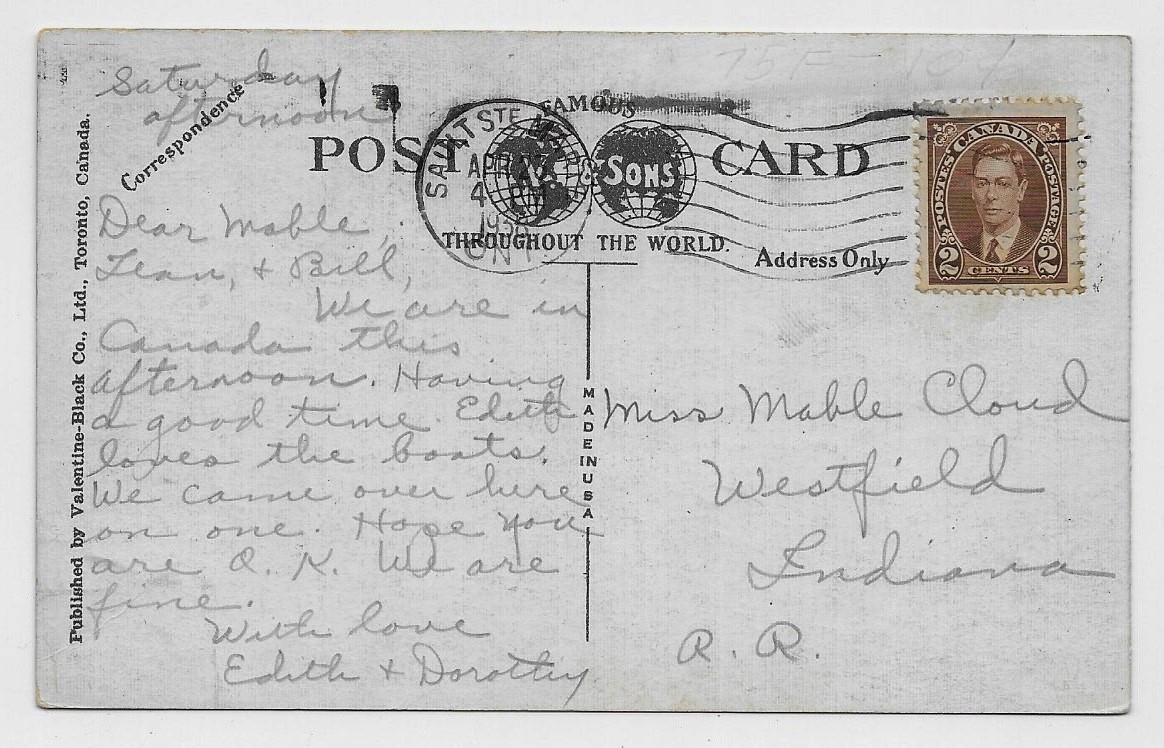 Saturday
afternoon
Correspondence
Dear Mable,
Jean, & Bill,
We are in
Canada this
afternoon. Having
a good time. Edith
loves the boats.
We came over here
on one. Hope you
are O. K. We are
fine.
With love
Edith & Dorothy
Published by Valentine-Black Co., Ltd., Toronto, Canada.
FAMOUS
POST CARD
& SONS
THROUGHOUT THE WORLD.
Address Only
SAULT STE. MARIE
APR
4
ONT
CANADA POSTAGE
POSTES
2 CENTS 2
MADE IN USA
Miss Mable Cloud
Westfield
Indiana
R. R.